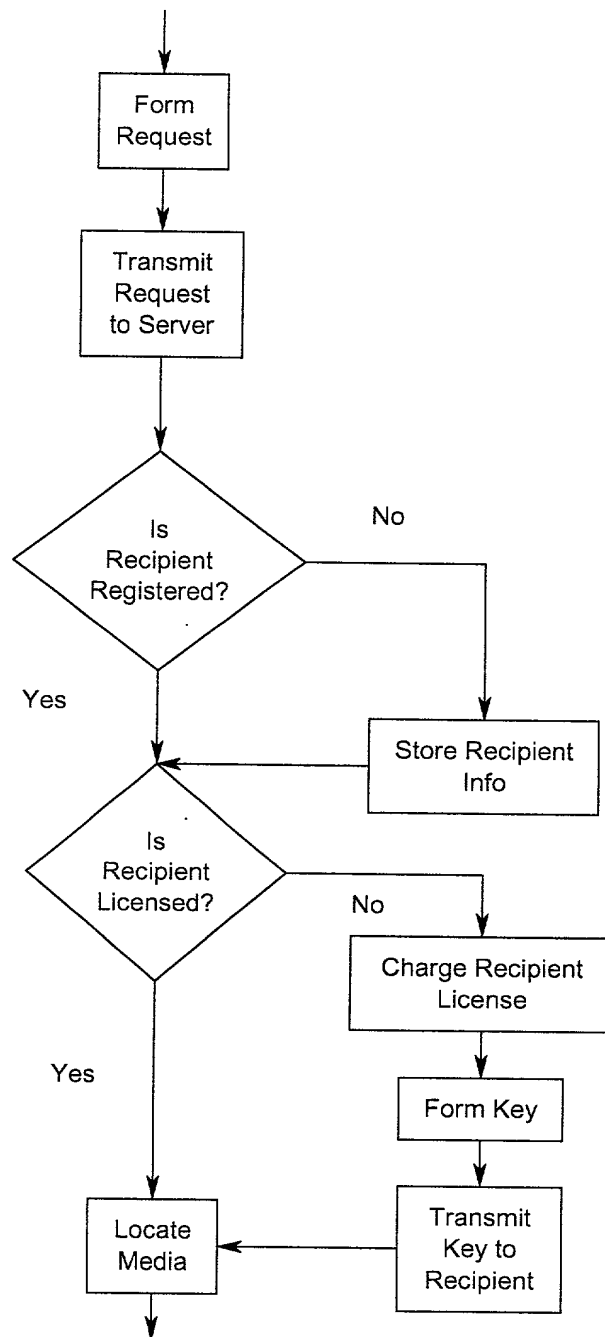 Form
Request
Transmit
Request
to Server
Is
Recipient
Registered?
No
Yes
Store Recipient
Info
Is
Recipient
Licensed?
No
Charge Recipient
License
Yes
Form Key
Locate
Media
Transmit
Key to
Recipient